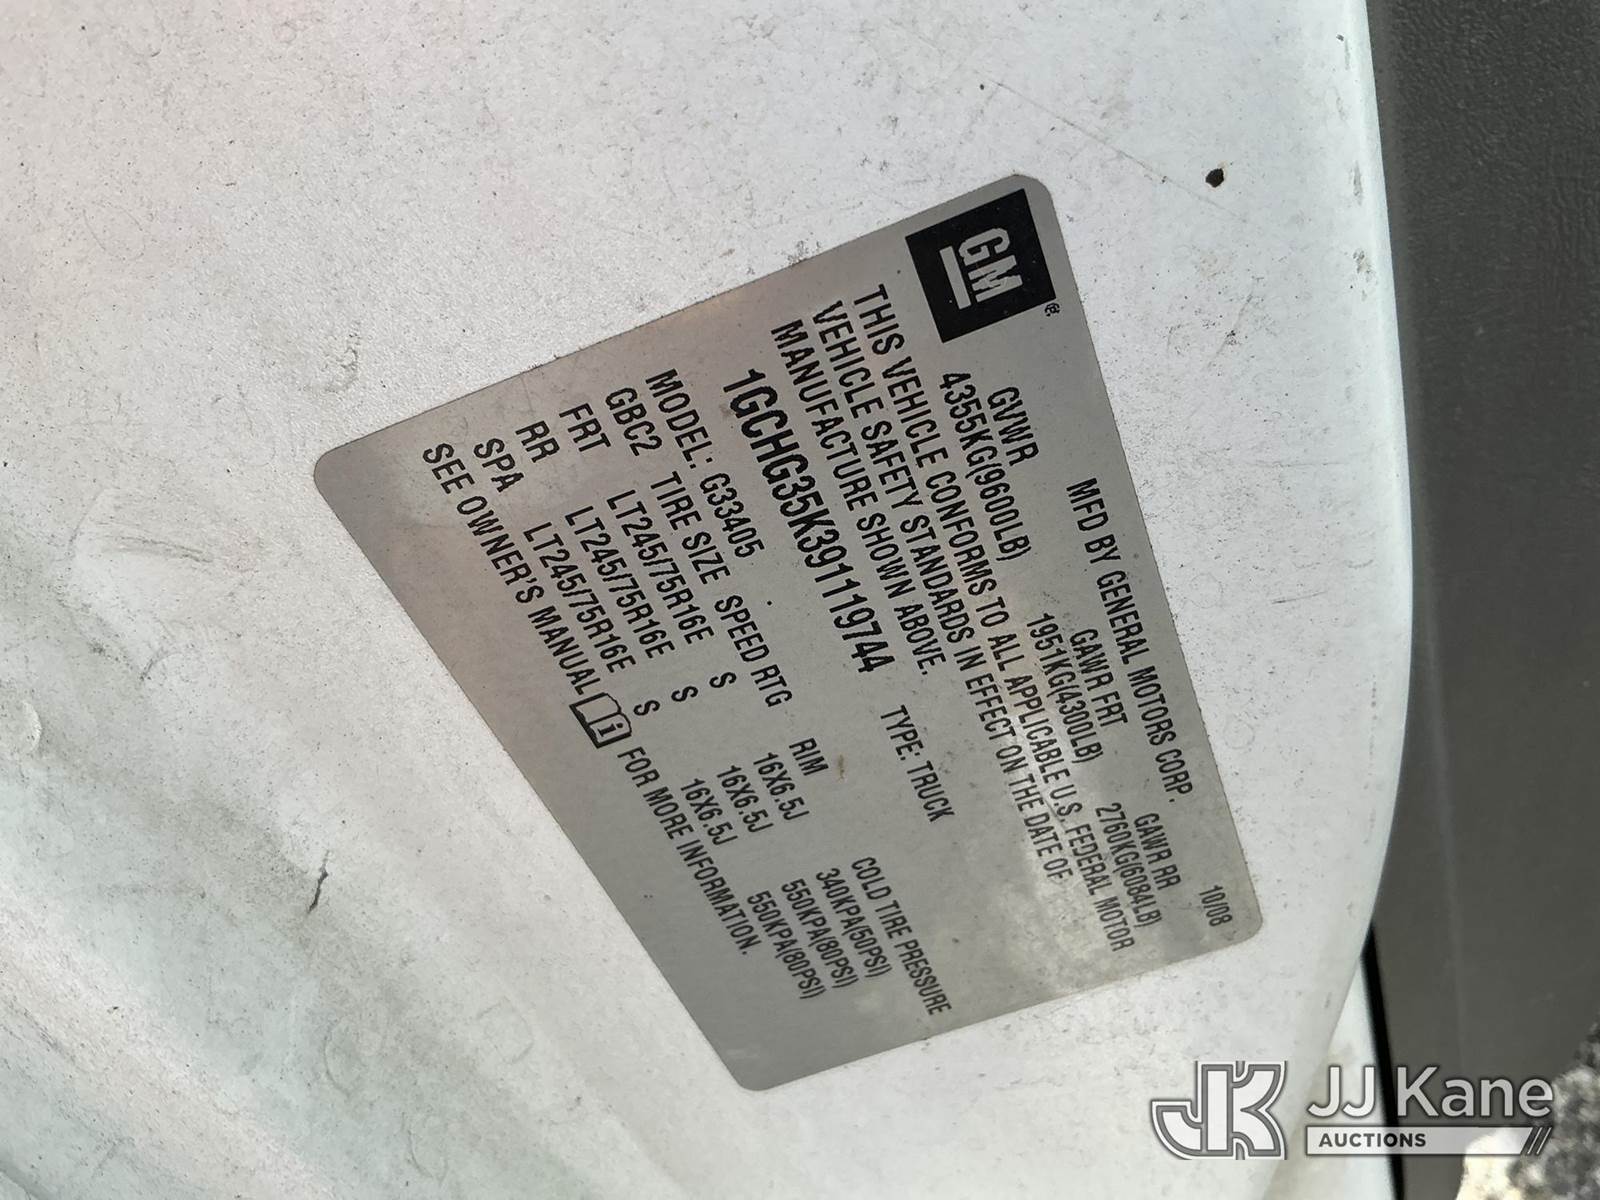 GM®
MFD BY GENERAL MOTORS CORP. 10/08
GVWR GAWR FRT GAWR RR
4355KG(9600LB) 1951KG(4300LB) 2760KG(6084LB)
THIS VEHICLE CONFORMS TO ALL APPLICABLE U.S. FEDERAL MOTOR
VEHICLE SAFETY STANDARDS IN EFFECT ON THE DATE OF
MANUFACTURE SHOWN ABOVE.
1GCHG35K391119744 TYPE: TRUCK
MODEL: G33405
GBC2 TIRE SIZE SPEED RTG RIM COLD TIRE PRESSURE
FRT LT245/75R16E S 16X6.5J 340KPA(50PSI)
RR LT245/75R16E S 16X6.5J 550KPA(80PSI)
SPA LT245/75R16E S 16X6.5J 550KPA(80PSI)
SEE OWNER'S MANUAL i FOR MORE INFORMATION.
JK JJ Kane
AUCTIONS